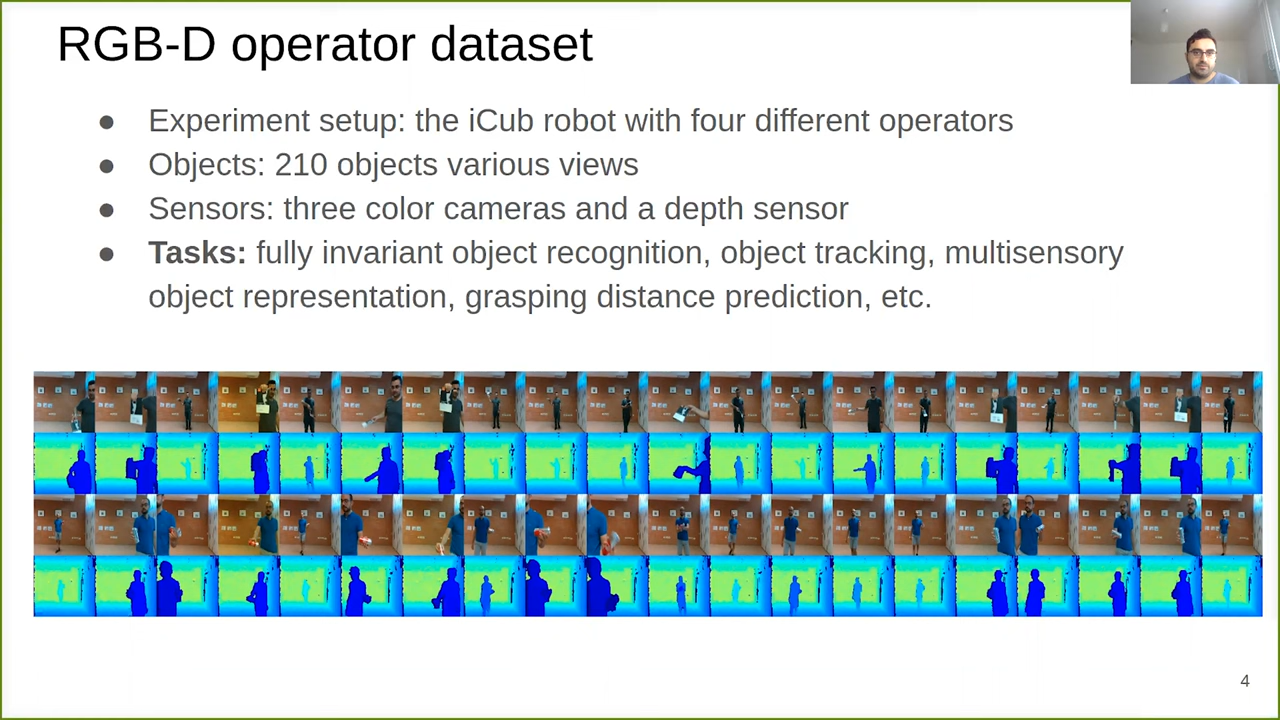 RGB-D operator dataset
● Experiment setup: the iCub robot with four different operators
● Objects: 210 objects various views
● Sensors: three color cameras and a depth sensor
● Tasks: fully invariant object recognition, object tracking, multisensory
object representation, grasping distance prediction, etc.
4